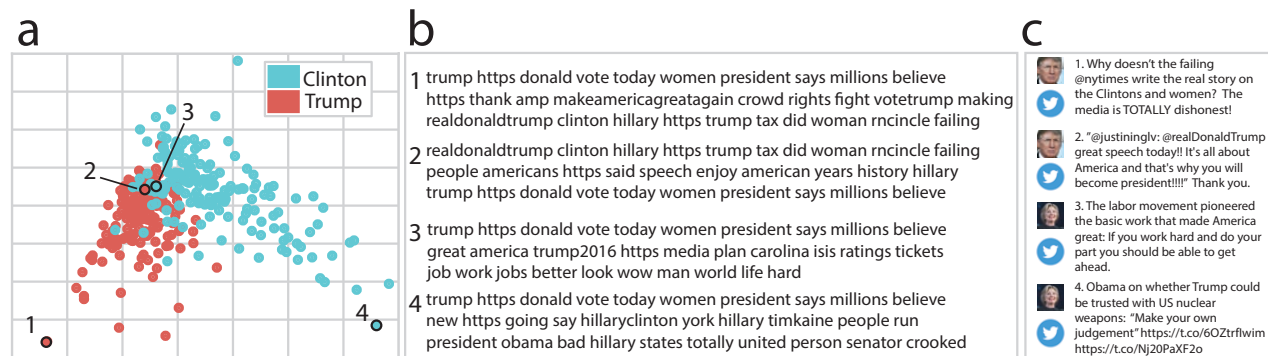 a
Clinton
Trump
3
2
1
4
b
1 trump https donald vote today women president says millions believe
https thank amp makeamericagreatagain crowd rights fight votetrump making
realdonaldtrump clinton hillary https trump tax did woman rncincle failing
2 realdonaldtrump clinton hillary https trump tax did woman rncincle failing
people americans https said speech enjoy american years history hillary
trump https donald vote today women president says millions believe
3 trump https donald vote today women president says millions believe
great america trump2016 https media plan carolina isis ratings tickets
job work jobs better look wow man world life hard
4 trump https donald vote today women president says millions believe
new https going say hillaryclinton york hillary timkaine people run
president obama bad hillary states totally united person senator crooked
c
1. Why doesn't the failing
@nytimes write the real story on
the Clintons and women? The
media is TOTALLY dishonest!
2. "@justininglv: @realDonaldTrump
great speech today!! It's all about
America and that's why you will
become president!!!!" Thank you.
3. The labor movement pioneered
the basic work that made America
great: If you work hard and do your
part you should be able to get
ahead.
4. Obama on whether Trump could
be trusted with US nuclear
weapons: "Make your own
judgement" https://t.co/6OZtrflwim
https://t.co/Nj20PaXF2o